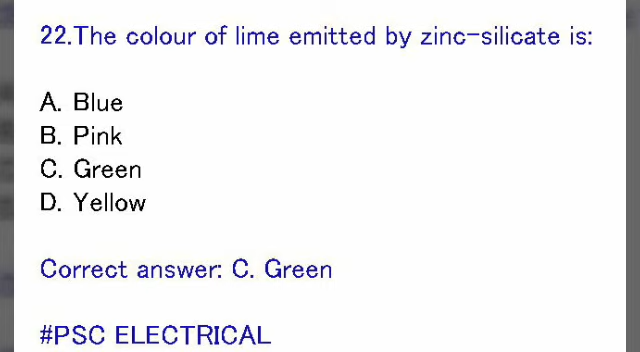 22.The colour of lime emitted by zinc-silicate is:
A. Blue
B. Pink
C. Green
D. Yellow
Correct answer: C. Green
#PSC ELECTRICAL